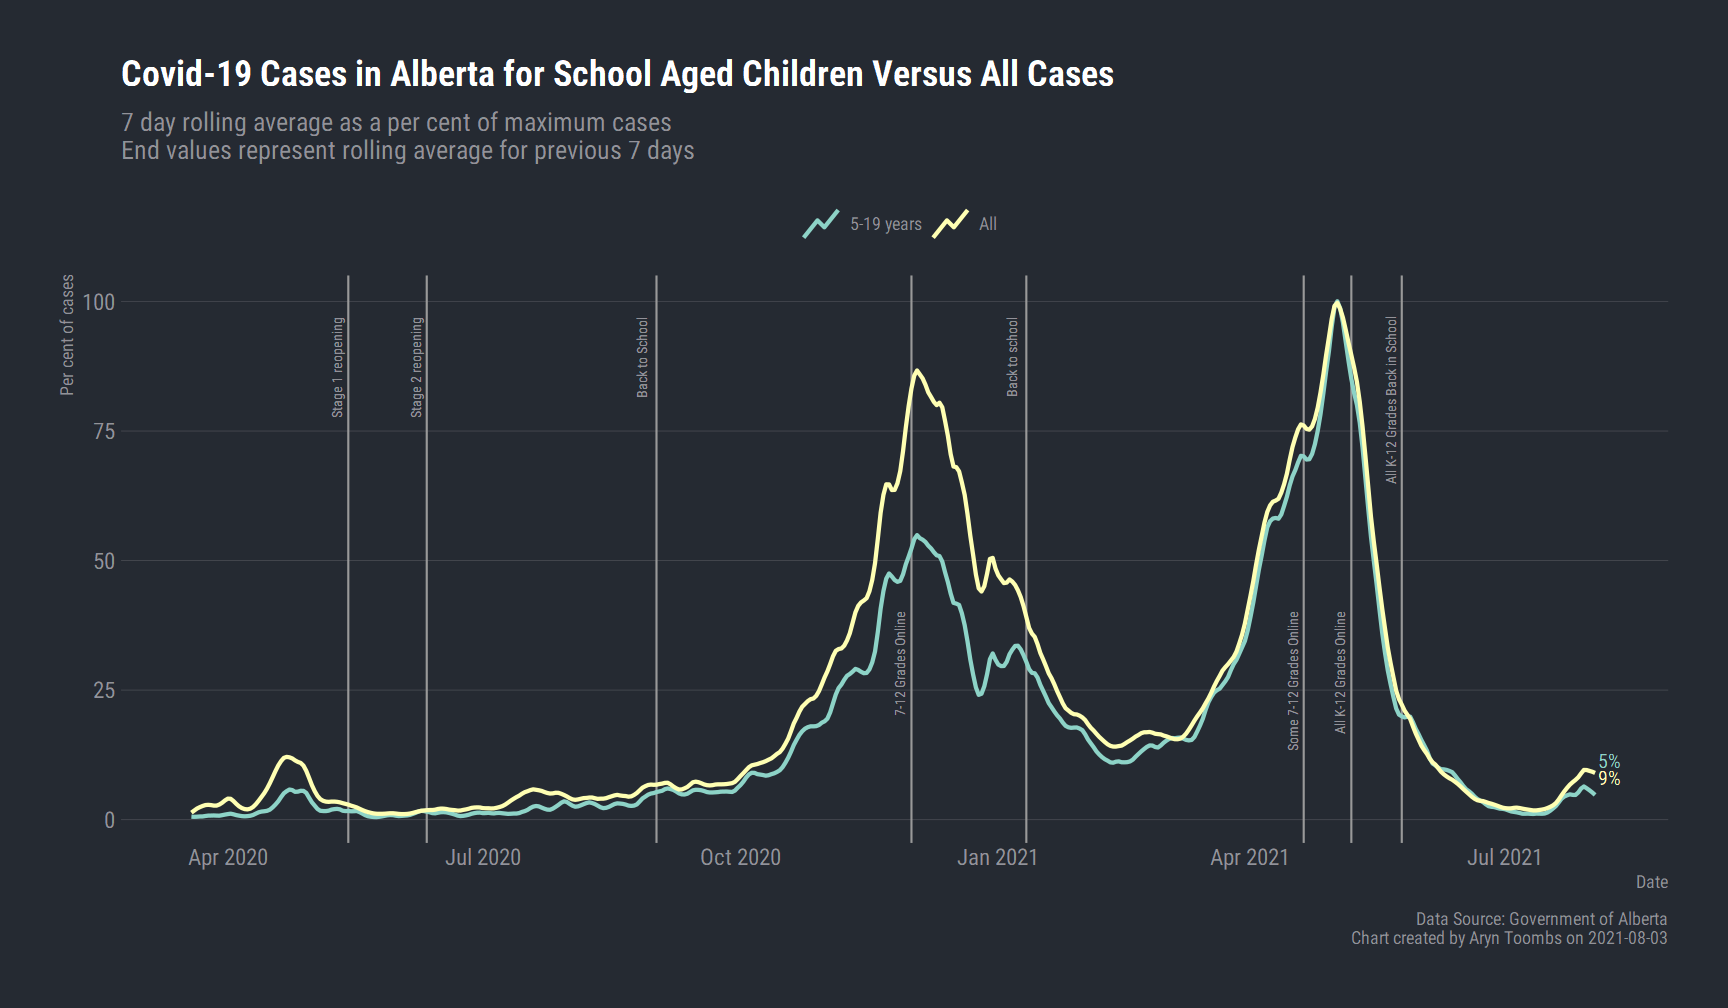 Covid-19 Cases in Alberta for School Aged Children Versus All Cases
7 day rolling average as a per cent of maximum cases
End values represent rolling average for previous 7 days
5-19 years
All
Per cent of cases
100
75
50
25
0
Stage 1 reopening
Stage 2 reopening
Back to School
7-12 Grades Online
Back to school
Some 7-12 Grades Online
All K-12 Grades Online
All K-12 Grades Back in School
5%
9%
Apr 2020
Jul 2020
Oct 2020
Jan 2021
Apr 2021
Jul 2021
Date
Data Source: Government of Alberta
Chart created by Aryn Toombs on 2021-08-03